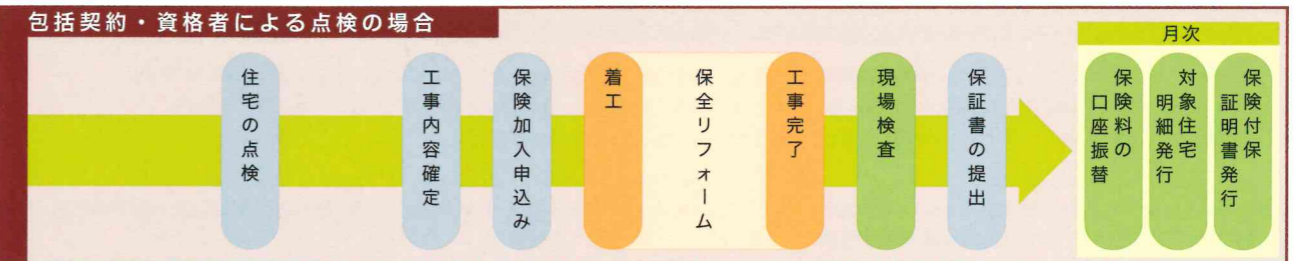 包括契約・資格者による点検の場合
住宅の点検
工事内容確定
保険加入申込み
着工
保全リフォーム
工事完了
現場検査
保証書の提出
月次
保険料の
口座振替
対象住宅
明細発行
保険付保
証明書発行